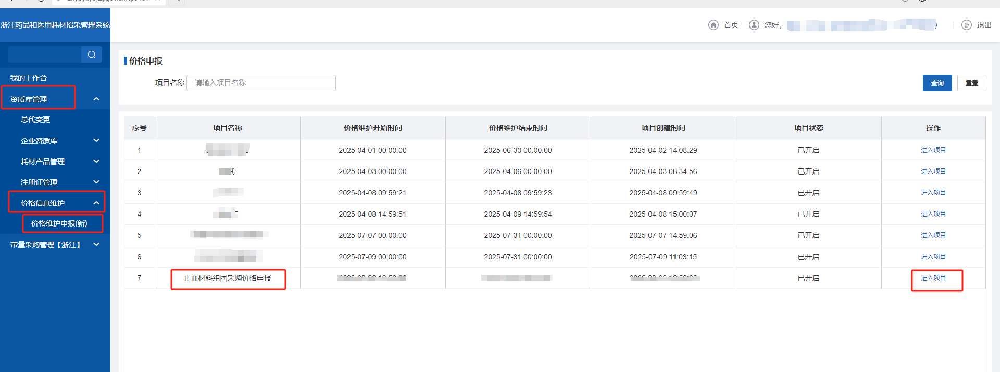 浙江药品和医用耗材招采管理系统
首页
您好,
退出
我的工作台
资质库管理
总代变更
企业资质库
耗材产品管理
注册证管理
价格信息维护
价格维护申报(新)
带量采购管理【浙江】
价格申报
项目名称 请输入项目名称 查询 重置
序号 项目名称 价格维护开始时间 价格维护结束时间 项目创建时间 项目状态 操作
1 2025-04-01 00:00:00 2025-06-30 00:00:00 2025-04-02 14:08:29 已开启 进入项目
2 2025-04-03 00:00:00 2025-04-06 00:00:00 2025-04-03 08:34:56 已开启 进入项目
3 2025-04-08 09:59:21 2025-04-08 09:59:23 2025-04-08 09:59:49 已开启 进入项目
4 2025-04-08 14:59:51 2025-04-09 14:59:54 2025-04-08 15:00:07 已开启 进入项目
5 2025-07-07 00:00:00 2025-07-31 00:00:00 2025-07-07 14:59:06 已开启 进入项目
6 2025-07-09 00:00:00 2025-07-31 00:00:00 2025-07-09 11:03:15 已开启 进入项目
7 止血材料组团采购价格申报 已开启 进入项目